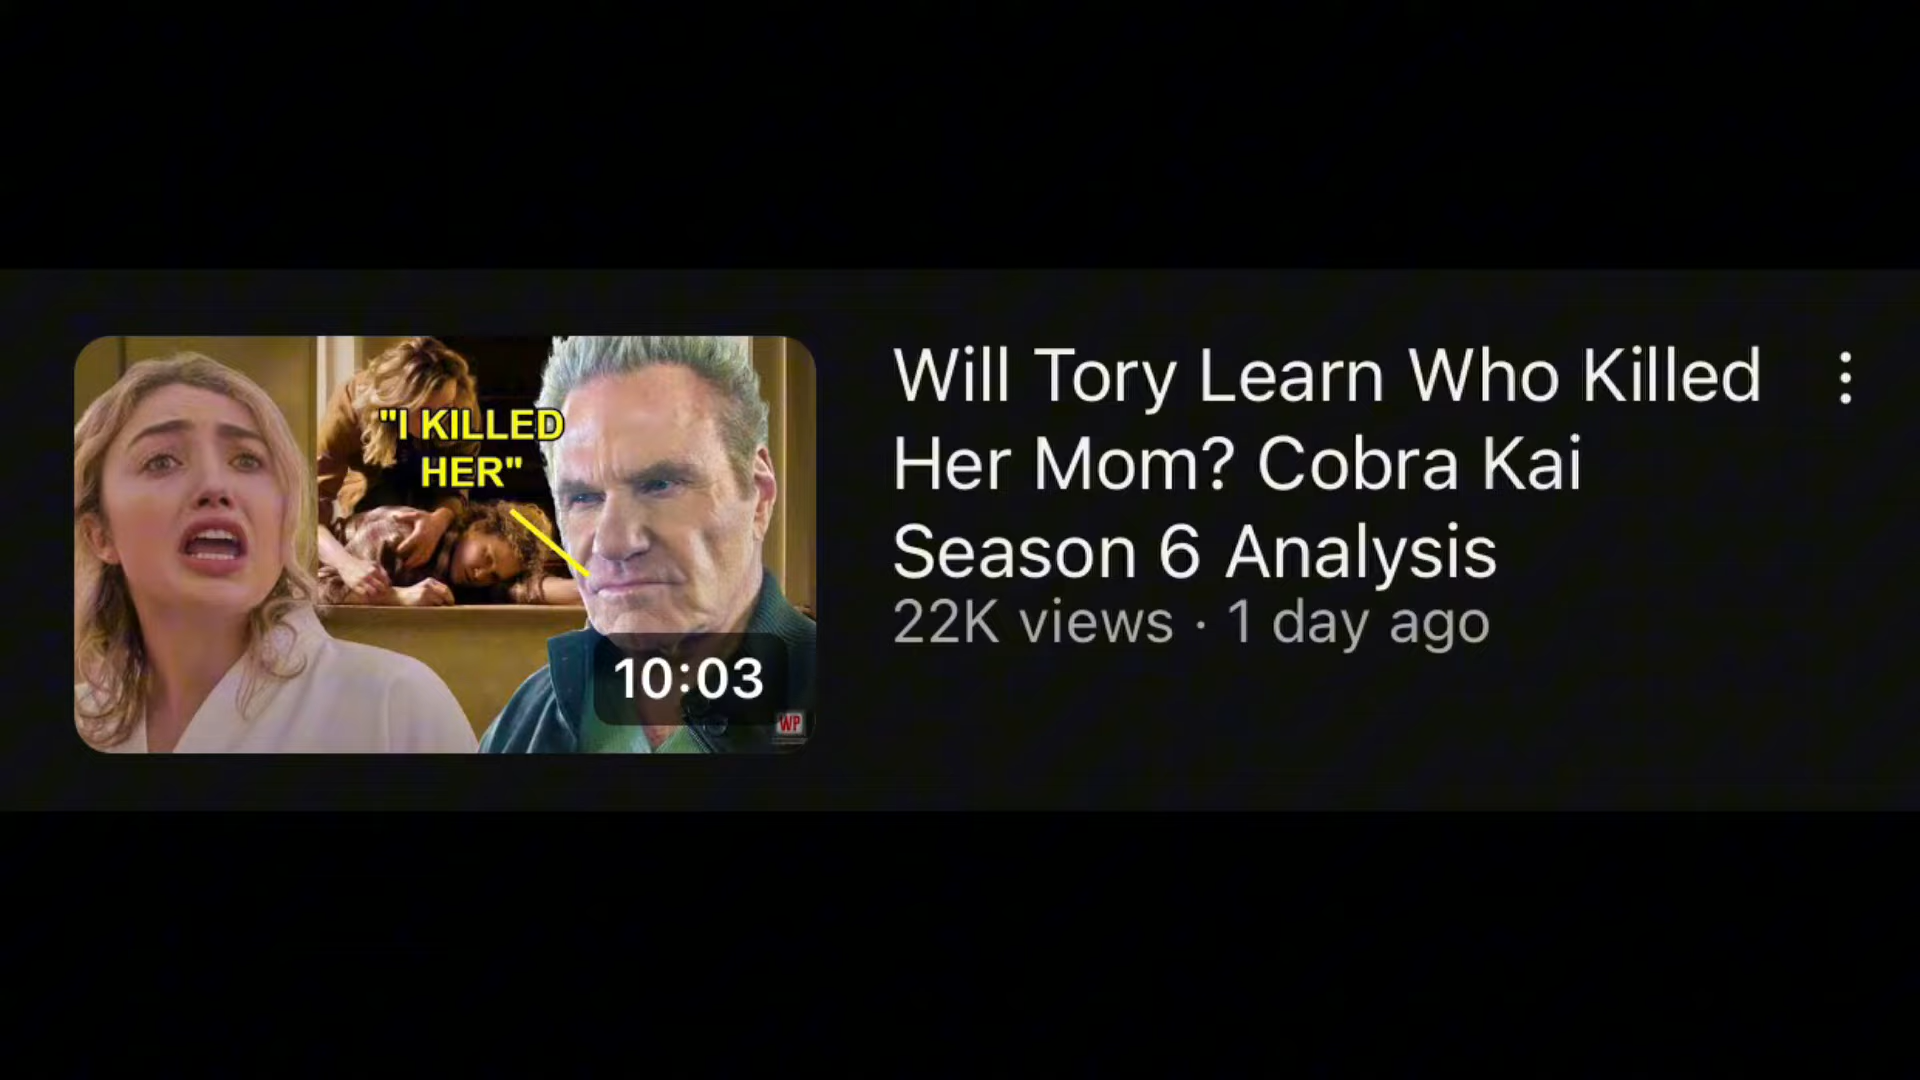 "I KILLED
HER"
10:03
WP
Will Tory Learn Who Killed
Her Mom? Cobra Kai
Season 6 Analysis
22K views · 1 day ago